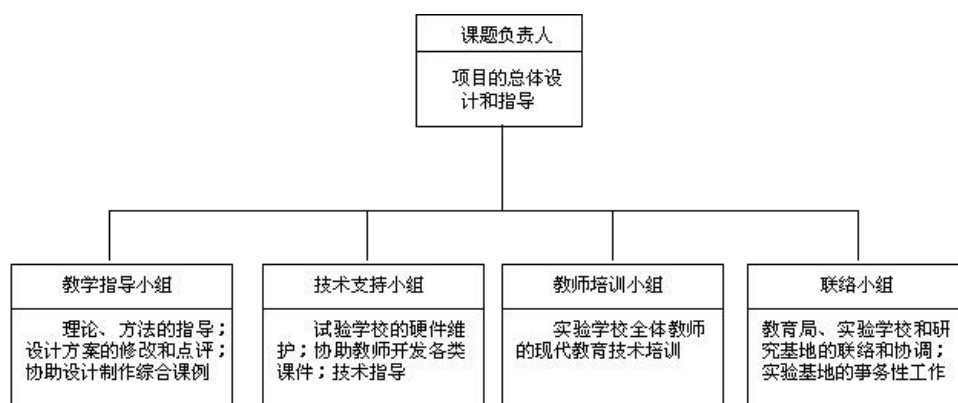 课题负责人
项目的总体设
计和指导
教学指导小组
理论、方法的指导；
设计方案的修改和点评；
协助设计制作综合课例
技术支持小组
试验学校的硬件维
护；协助教师开发各类
课件；技术指导
教师培训小组
实验学校全体教师
的现代教育技术培训
联络小组
教育局、实验学校和研
究基地的联络和协调；
实验基地的事务性工作